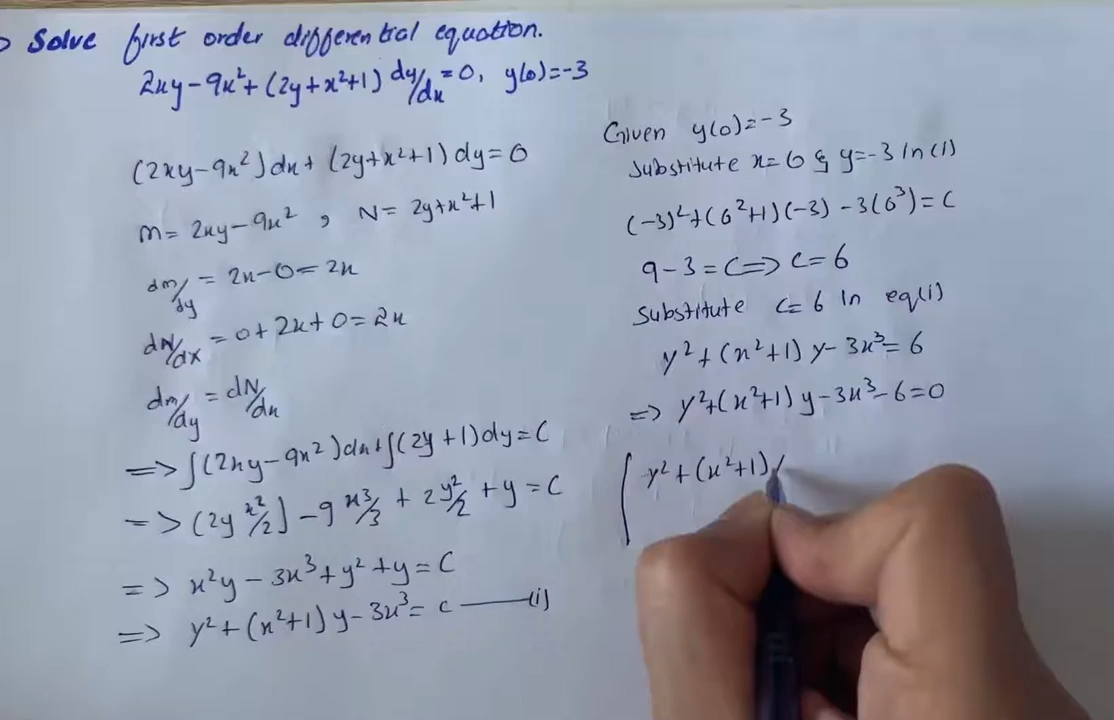 Solve first order differential equation.
2xy-9x²+(2y+x²+1) dy/dx=0, y(0)=-3
(2xy-9x²)dx+(2y+x²+1)dy=0
m=2xy-9x², N=2y+x²+1
dm/dy=2x-0=2x
dN/dx=0+2x+0=2x
dm/dy=dN/dx
=>∫(2xy-9x²)dx+∫(2y+1)dy=C
=>(2y x²/2]-9 x³/3+2y²/2+y=C
=> x²y-3x³+y²+y=C
=> y²+(x²+1)y-3x³=c —(i)
Given y(0)=-3
Substitute x=0 & y=-3 In (1)
(-3)²+(0²+1)(-3)-3(0³)=C
9-3=C=>C=6
Substitute C=6 In eq(i)
y²+(x²+1)y-3x³=6
=> y²+(x²+1)y-3x³-6=0
y²+(x²+1)